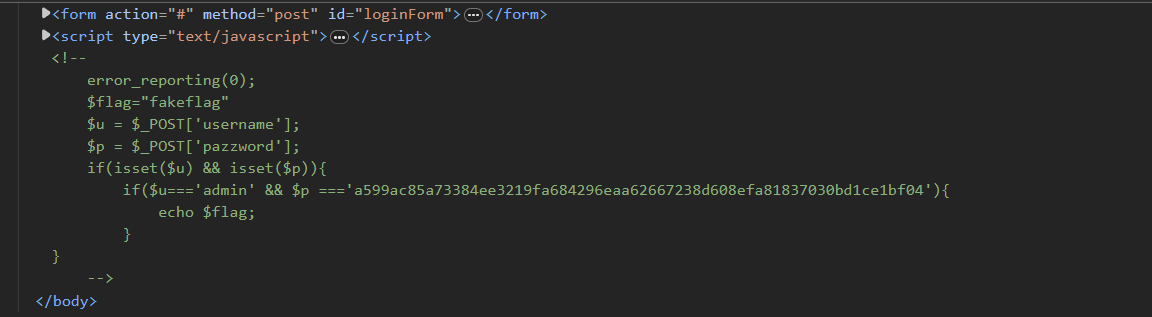 <form action="#" method="post" id="loginForm">…</form>
<script type="text/javascript">…</script>
<!--
error_reporting(0);
$flag="fakeflag"
$u = $_POST['username'];
$p = $_POST['pazzword'];
if(isset($u) && isset($p)){
if($u==='admin' && $p ==='a599ac85a73384ee3219fa684296eaa62667238d608efa81837030bd1ce1bf04'){
echo $flag;
}
}
-->
</body>